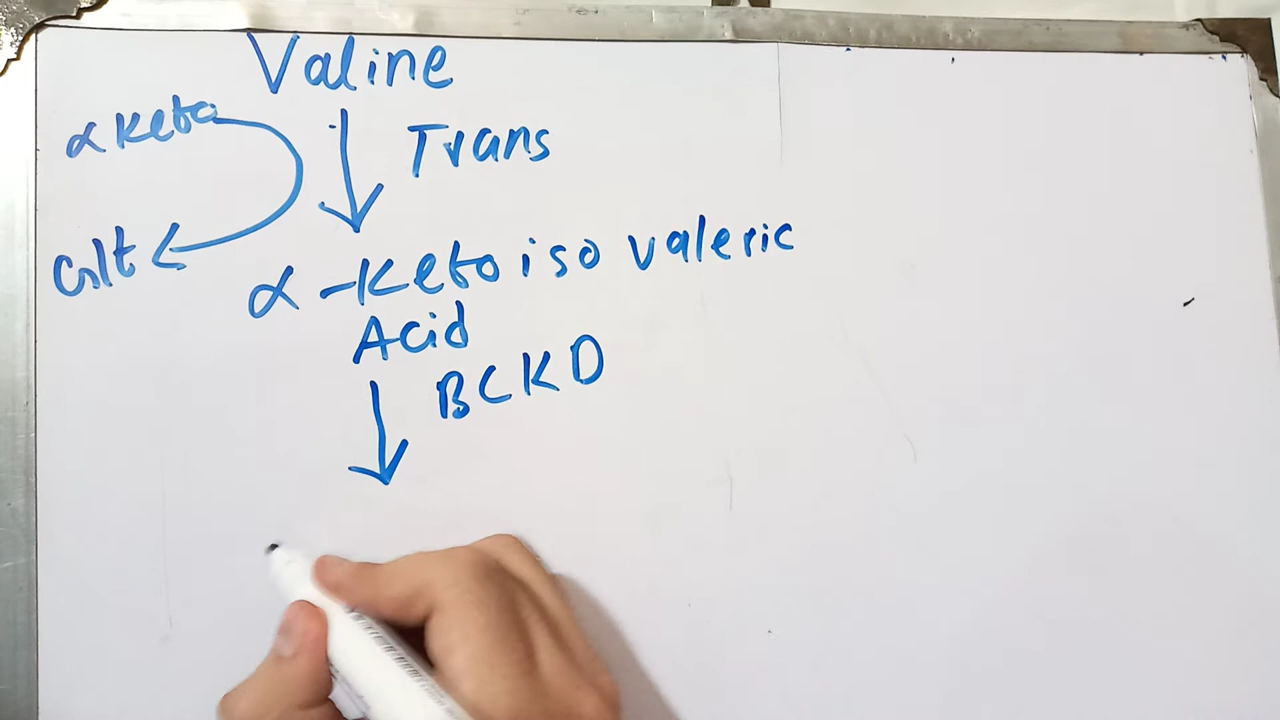 Valine
α Keto
Trans
Glt
α-Keto iso valeric
Acid
BCKD